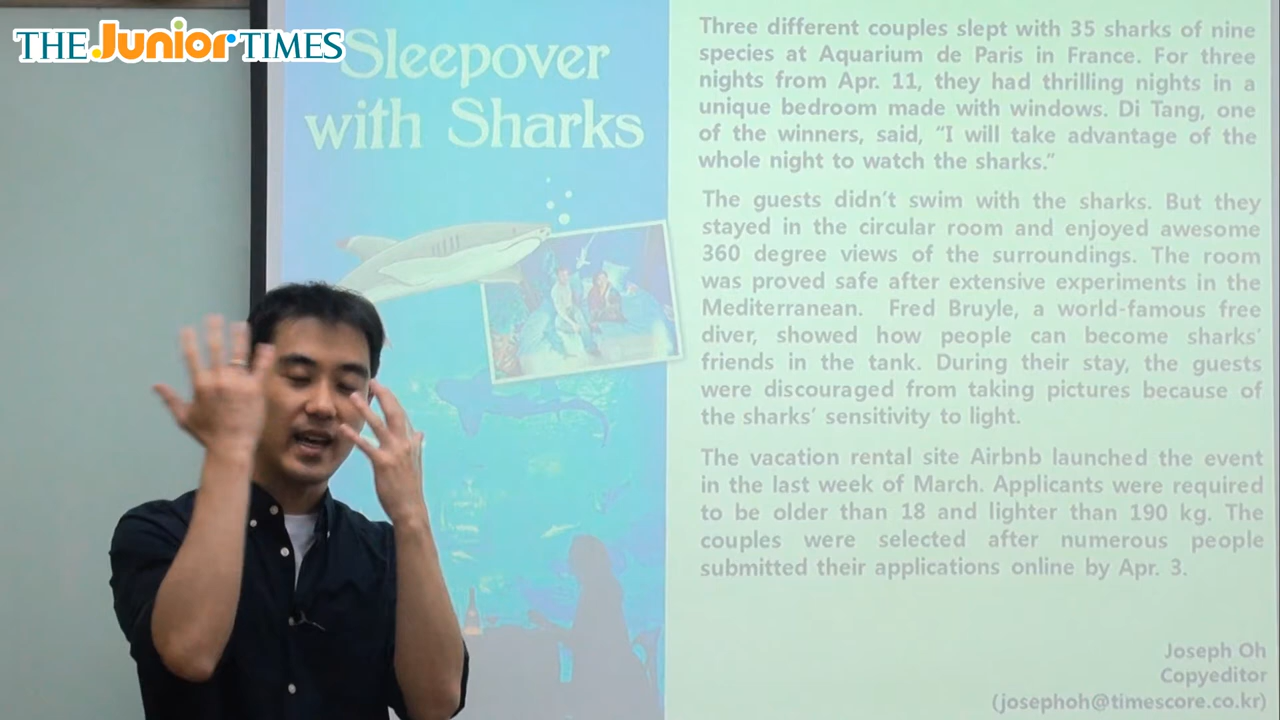 THE Junior TIMES
Sleepover
with Sharks
Three different couples slept with 35 sharks of nine
species at Aquarium de Paris in France. For three
nights from Apr. 11, they had thrilling nights in a
unique bedroom made with windows. Di Tang, one
of the winners, said, “I will take advantage of the
whole night to watch the sharks.”
The guests didn’t swim with the sharks. But they
stayed in the circular room and enjoyed awesome
360 degree views of the surroundings. The room
was proved safe after extensive experiments in the
Mediterranean. Fred Bruyle, a world-famous free
diver, showed how people can become sharks’
friends in the tank. During their stay, the guests
were discouraged from taking pictures because of
the sharks’ sensitivity to light.
The vacation rental site Airbnb launched the event
in the last week of March. Applicants were required
to be older than 18 and lighter than 190 kg. The
couples were selected after numerous people
submitted their applications online by Apr. 3.
Joseph Oh
Copyeditor
(josephoh@timescore.co.kr)